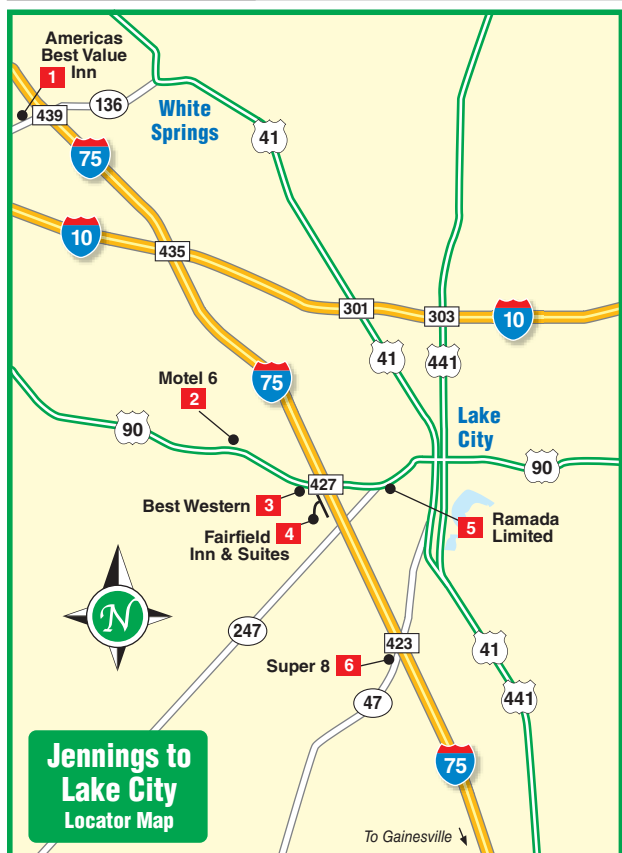 Americas
Best Value
Inn
1
439
136
White
Springs
41
75
10
435
301
303
10
41
441
75
Motel 6
2
90
Lake
City
90
427
Best Western 3
Fairfield 4
Inn & Suites
5 Ramada
Limited
N
247
423
41
Super 8 6
47
441
Jennings to
Lake City
Locator Map
75
To Gainesville